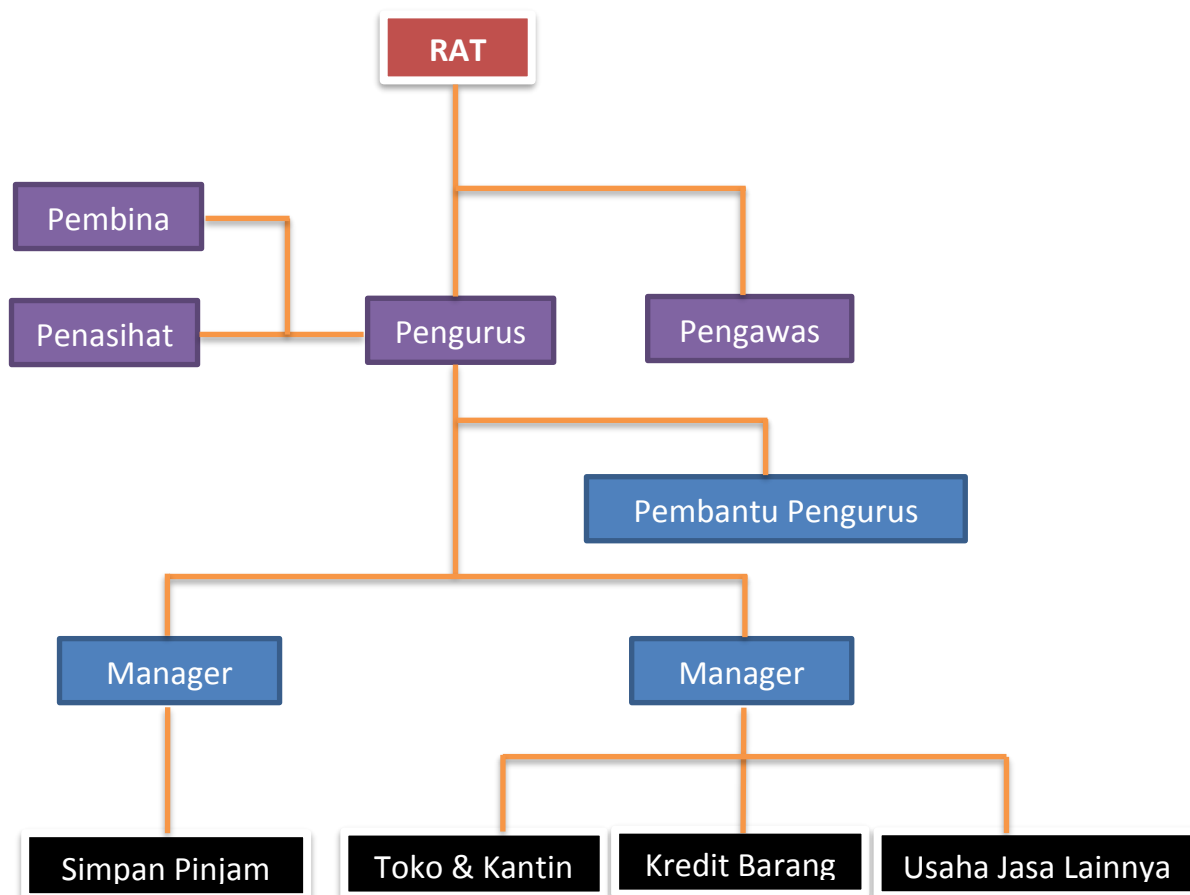 RAT
Pembina
Penasihat
Pengurus
Pengawas
Pembantu Pengurus
Manager
Manager
Simpan Pinjam
Toko & Kantin
Kredit Barang
Usaha Jasa Lainnya